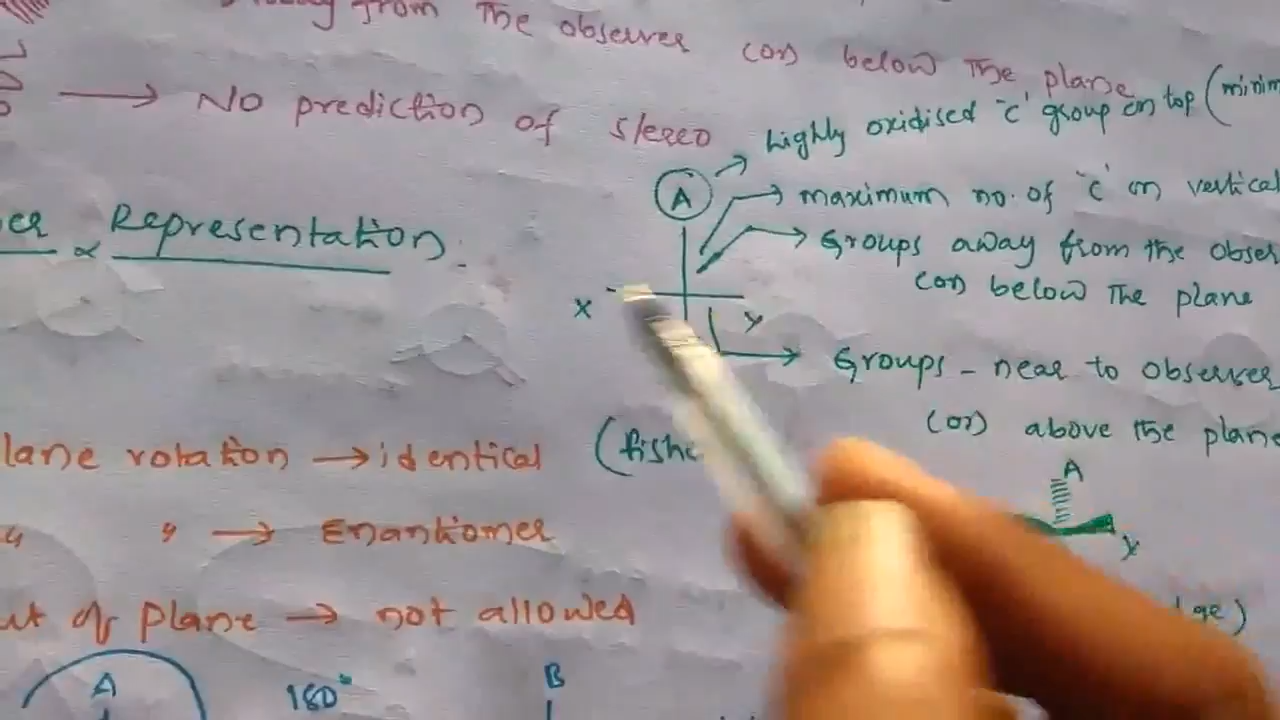 away from The observer (or) below The plane
→ No prediction of stereo
highly oxidised "c" group on top (minim
A
maximum no. of "c" on vertical
Representation
Groups away from the obser
(or) below The plane
x
y
Groups - near to observer
(or) above the plane
lane rotation → identical (fishe
A
" → Enantiomer
y
ut of plane → not allowed
ge)
A
180°
B